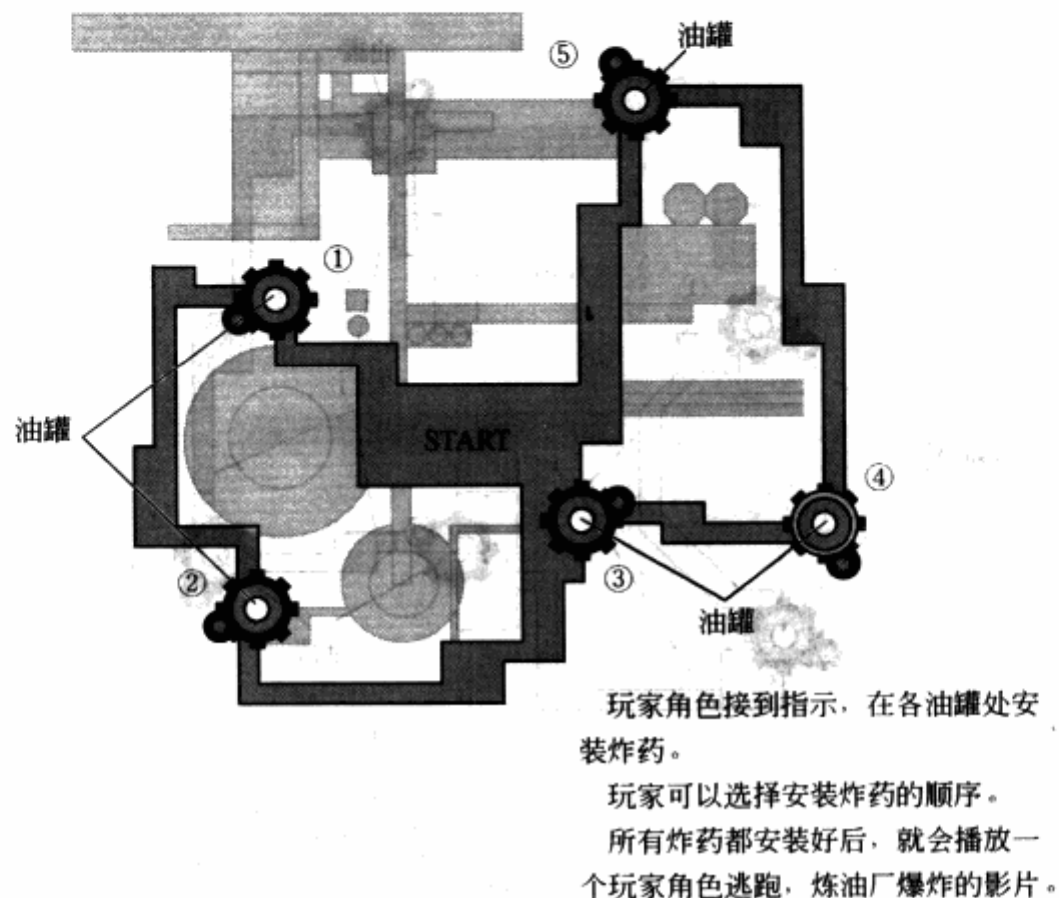 油罐
⑤
①
油罐
START
④
②
③
油罐
玩家角色接到指示，在各油罐处安
装炸药。
玩家可以选择安装炸药的顺序。
所有炸药都安装好后，就会播放一
个玩家角色逃跑，炼油厂爆炸的影片。